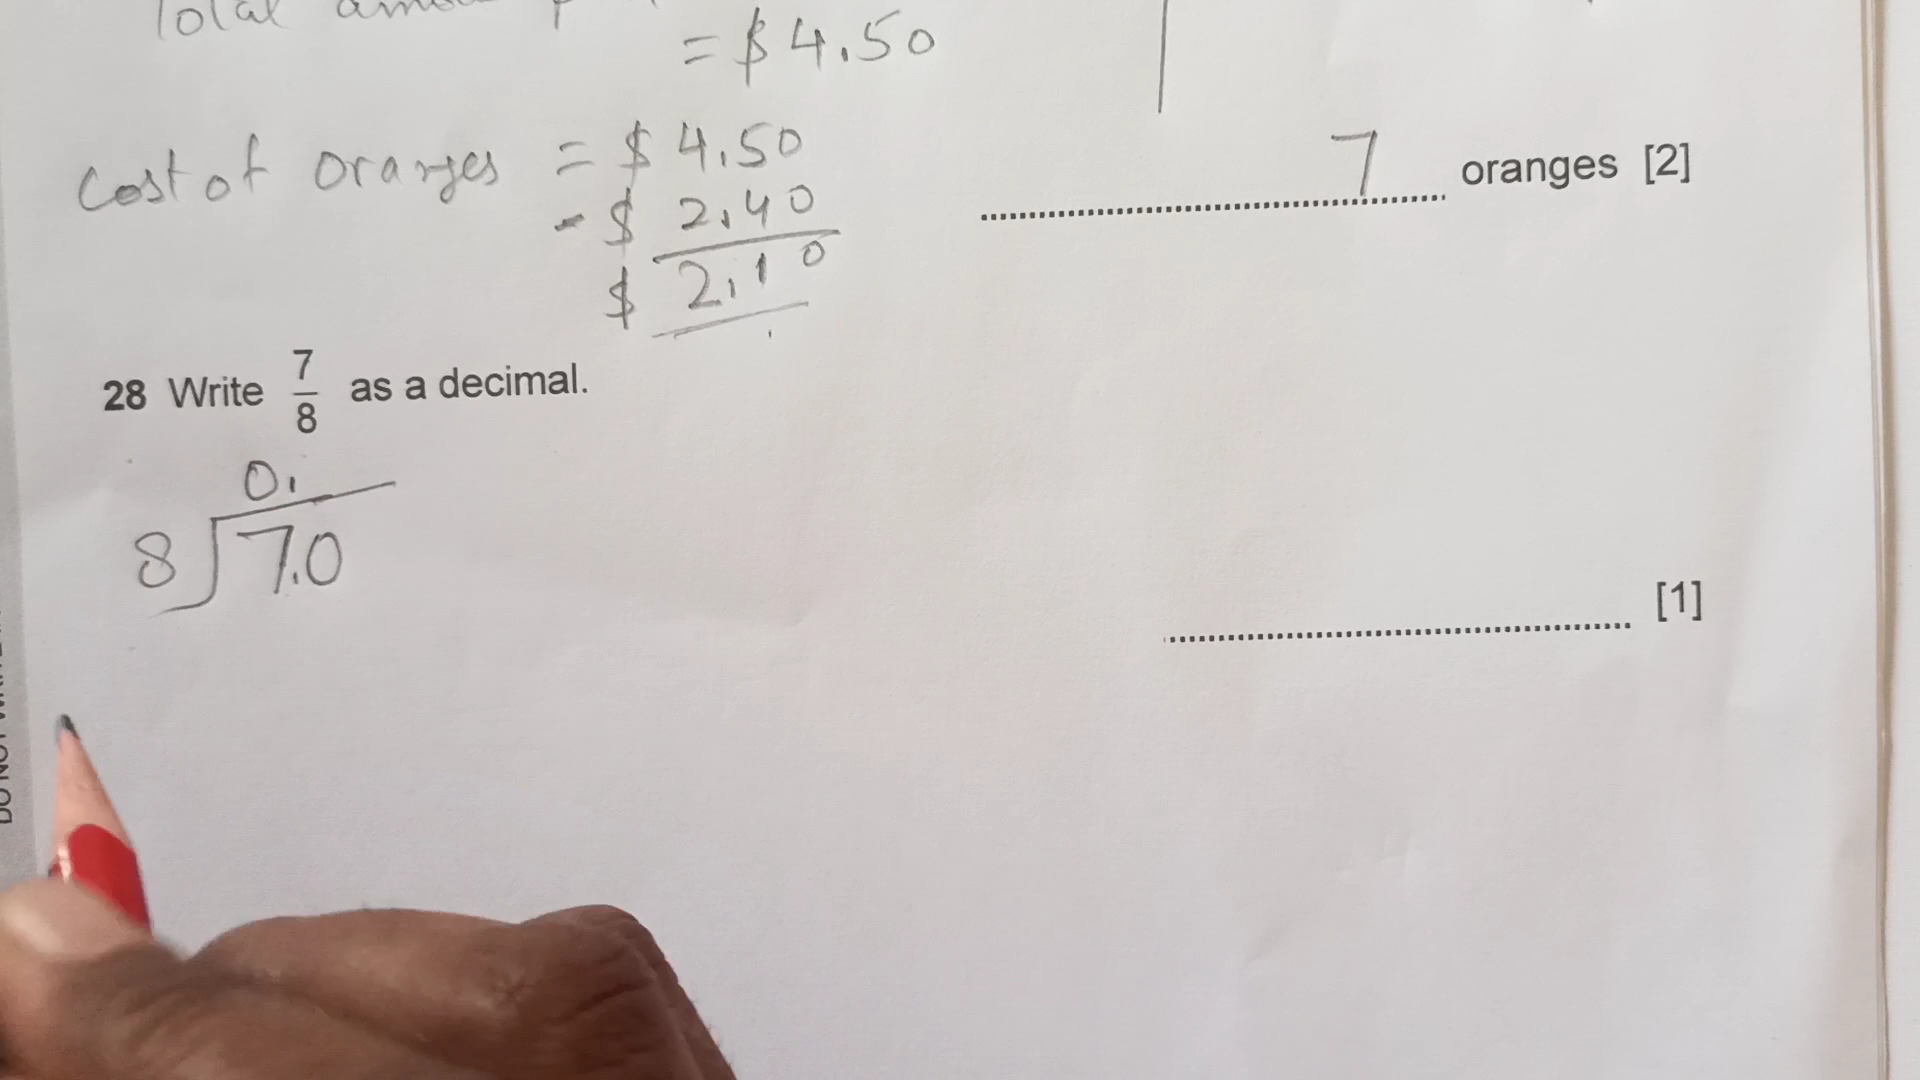 Total
= $ 4.50
Cost of oranges = $ 4.50
- $ 2.40
$ 2.10
7 oranges [2]
28 Write 7/8 as a decimal.
0.
8 7.0
[1]